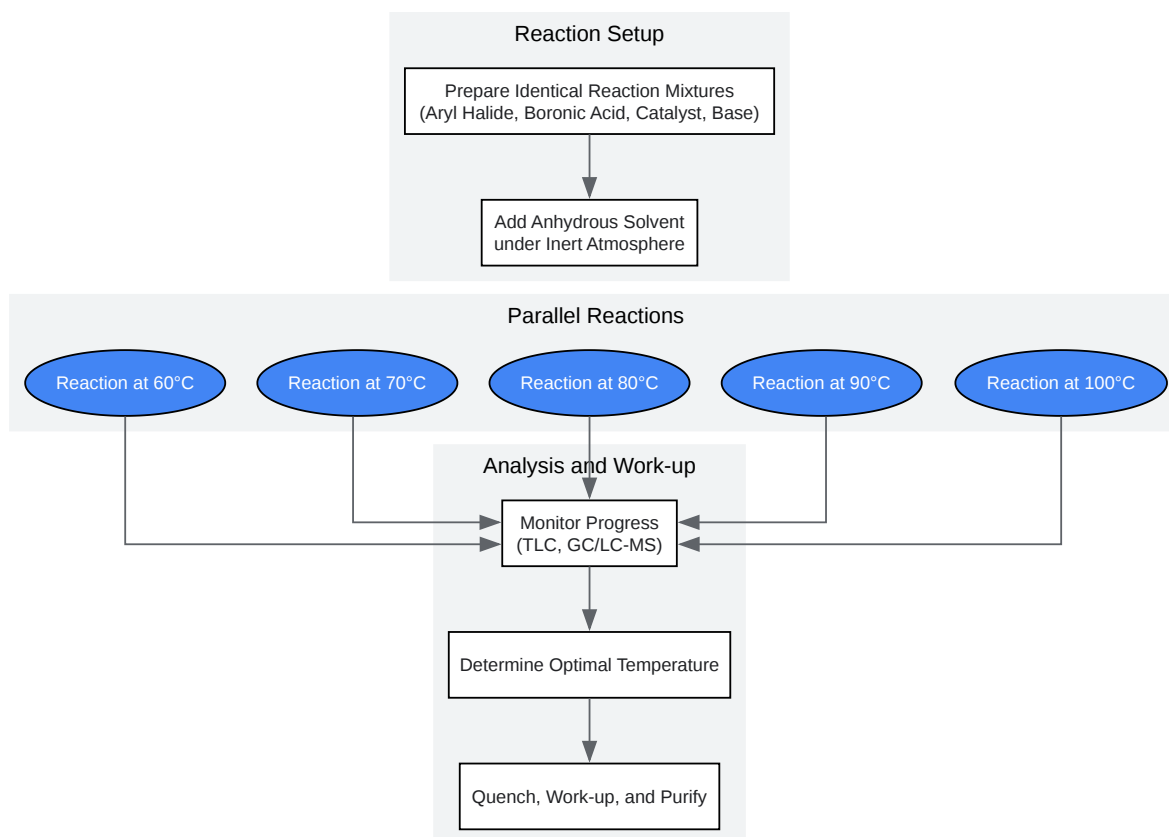 Reaction Setup
Prepare Identical Reaction Mixtures
(Aryl Halide, Boronic Acid, Catalyst, Base)
Add Anhydrous Solvent
under Inert Atmosphere
Parallel Reactions
Reaction at 60°C
Reaction at 70°C
Reaction at 80°C
Reaction at 90°C
Reaction at 100°C
Analysis and Work-up
Monitor Progress
(TLC, GC/LC-MS)
Determine Optimal Temperature
Quench, Work-up, and Purify